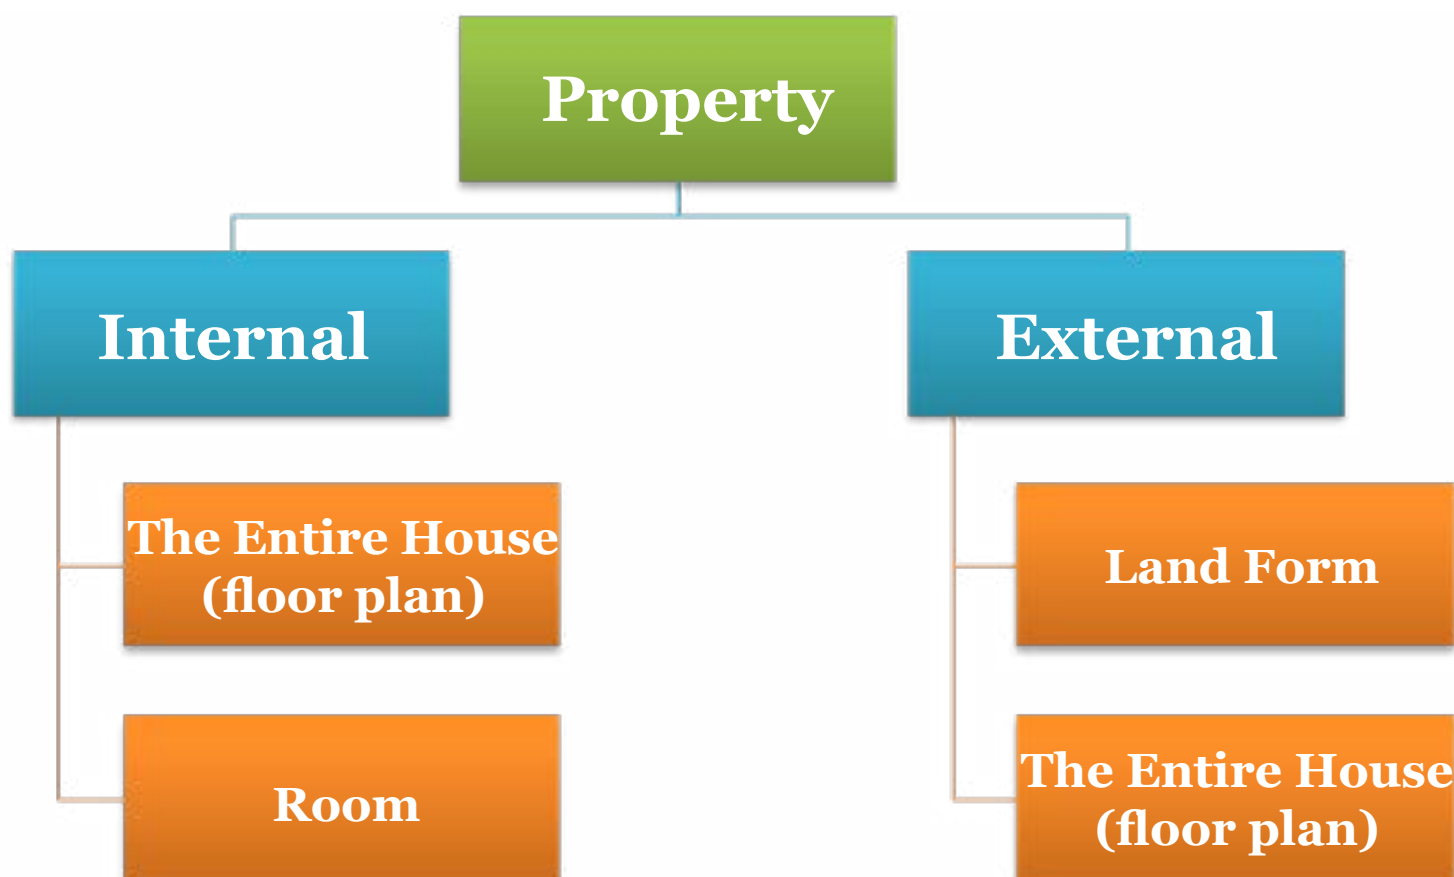 Property
Internal
External
The Entire House
(floor plan)
Land Form
Room
The Entire House
(floor plan)